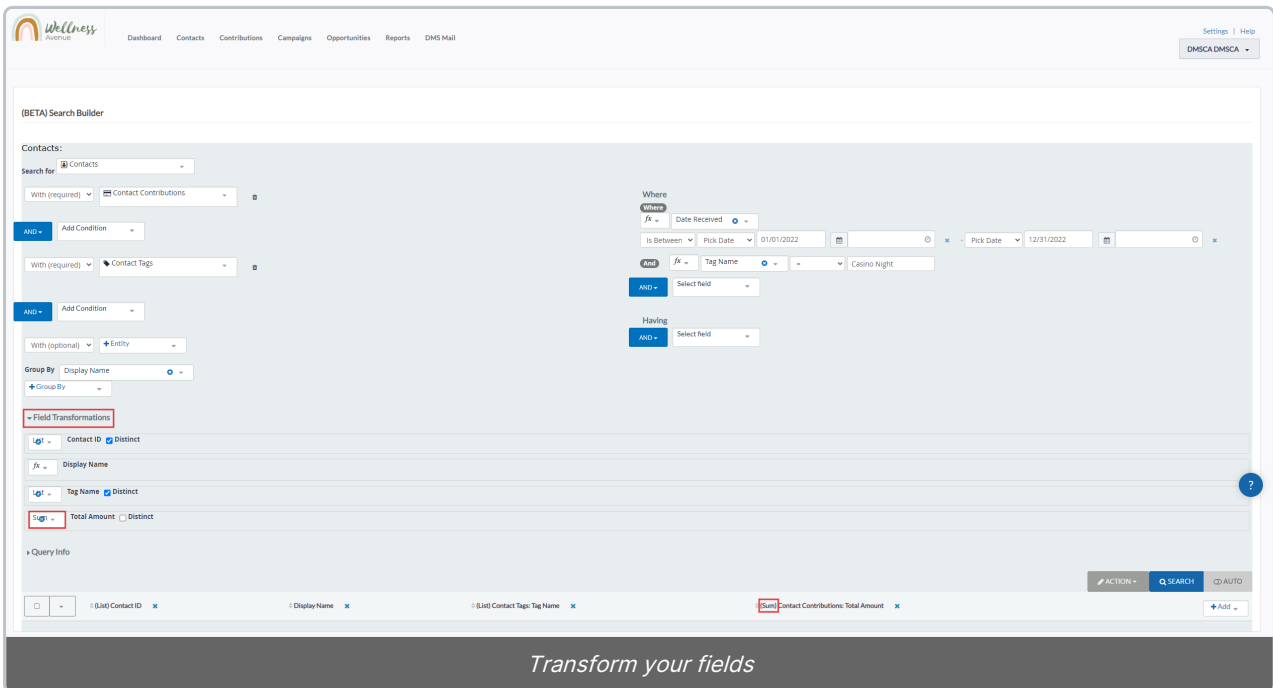 Wellness
Avenue
Dashboard Contacts Contributions Campaigns Opportunities Reports DMS Mail
Settings | Help
DMSCA DMSCA
(BETA) Search Builder
Contacts:
Search for Contacts
With (required) Contact Contributions
AND Add Condition
With (required) Contact Tags
AND Add Condition
With (optional) + Entity
Group By Display Name
+ Group By
Where
Where
fx Date Received
Is Between Pick Date 01/01/2022 - Pick Date 12/31/2022
And fx Tag Name = Casino Night
AND Select field
Having
AND Select field
Field Transformations
List Contact ID Distinct
fx Display Name
List Tag Name Distinct
Sum Total Amount Distinct
Query Info
?
ACTION SEARCH AUTO
(List) Contact ID Display Name (List) Contact Tags: Tag Name (Sum) Contact Contributions: Total Amount + Add
Transform your fields